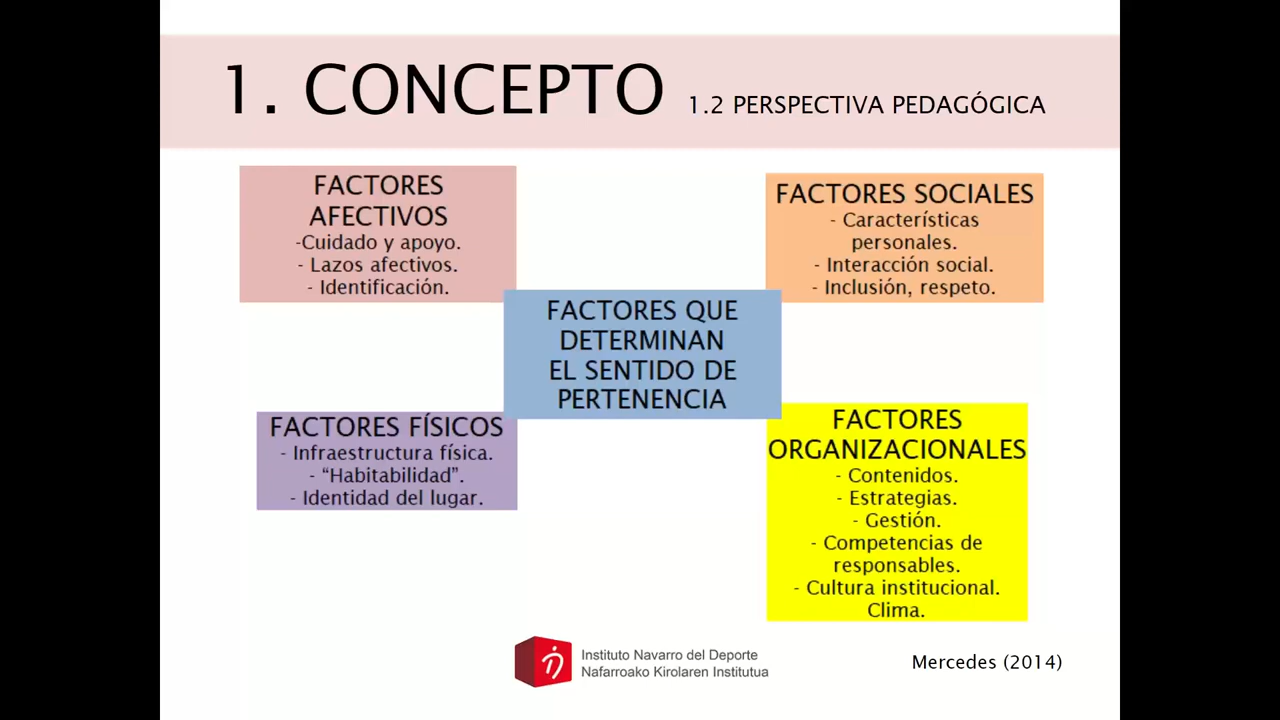 1. CONCEPTO 1.2 PERSPECTIVA PEDAGÓGICA
FACTORES
AFECTIVOS
-Cuidado y apoyo.
- Lazos afectivos.
- Identificación.
FACTORES SOCIALES
- Características
personales.
- Interacción social.
- Inclusión, respeto.
FACTORES QUE
DETERMINAN
EL SENTIDO DE
PERTENENCIA
FACTORES FÍSICOS
- Infraestructura física.
- “Habitabilidad”.
- Identidad del lugar.
FACTORES
ORGANIZACIONALES
- Contenidos.
- Estrategias.
- Gestión.
- Competencias de
responsables.
- Cultura institucional.
Clima.
Instituto Navarro del Deporte
Nafarroako Kirolaren Institutua
Mercedes (2014)